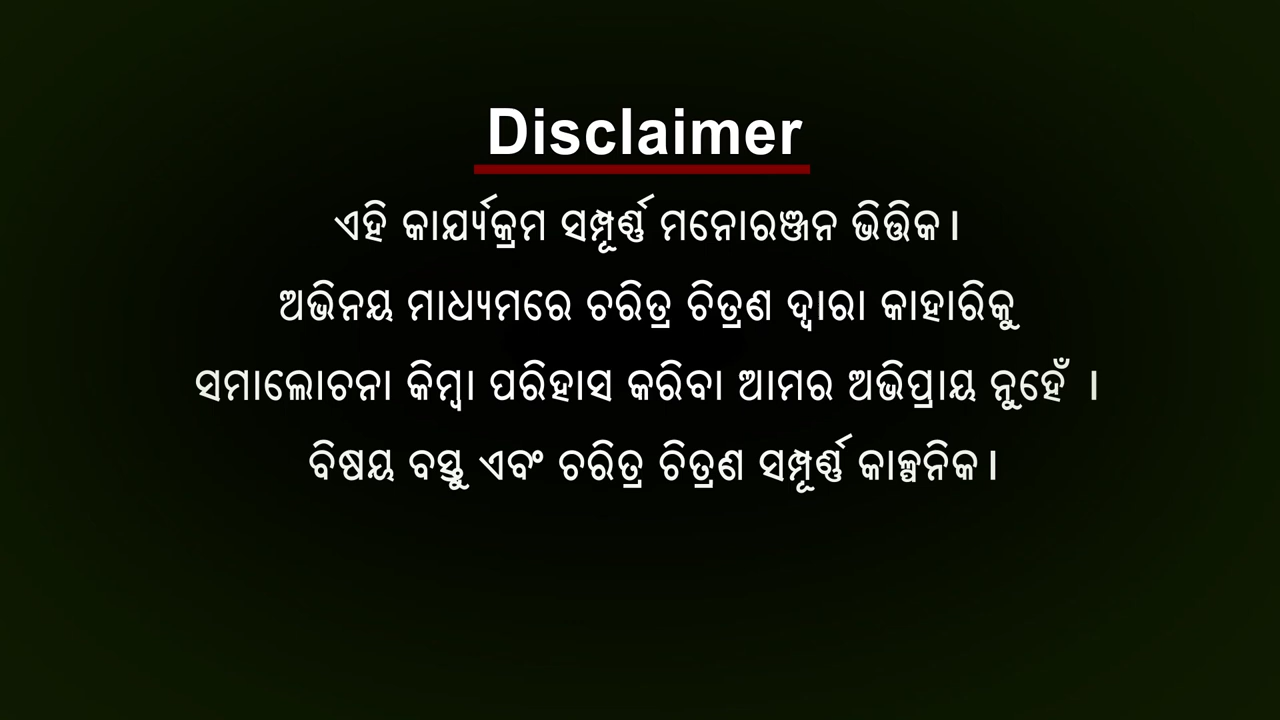 Disclaimer
ଏହି କାର୍ଯ୍ୟକ୍ରମ ସମ୍ପୂର୍ଣ୍ଣ ମନୋରଞ୍ଜନ ଭିତ୍ତିକ।
ଅଭିନୟ ମାଧ୍ୟମରେ ଚରିତ୍ର ଚିତ୍ରଣ ଦ୍ୱାରା କାହାରିକୁ
ସମାଲୋଚନା କିମ୍ବା ପରିହାସ କରିବା ଆମର ଅଭିପ୍ରାୟ ନୁହେଁ ।
ବିଷୟ ବସ୍ତୁ ଏବଂ ଚରିତ୍ର ଚିତ୍ରଣ ସମ୍ପୂର୍ଣ୍ଣ କାଳ୍ପନିକ।